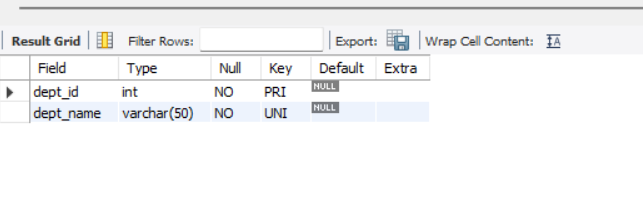 Result Grid Filter Rows: Export: Wrap Cell Content: IA
Field Type Null Key Default Extra
dept_id int NO PRI NULL
dept_name varchar(50) NO UNI NULL